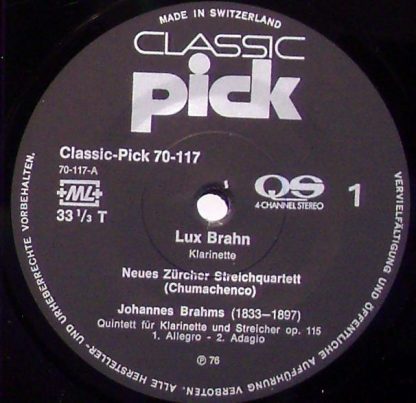 MADE IN SWITZERLAND
CLASSIC
pick
Classic-Pick 70-117
70-117-A
ML
33 1/3 T
QS
4-CHANNEL STEREO
1
Lux Brahn
Klarinette
Neues Zürcher Streichquartett
(Chumachenco)
Johannes Brahms (1833–1897)
Quintett für Klarinette und Streicher op. 115
1. Allegro - 2. Adagio
Ⓟ 76
ALLE HERSTELLER- UND URHEBERRECHTE VORBEHALTEN.
VERVIELFÄLTIGUNG UND ÖFFENTLICHE AUFFÜHRUNG VERBOTEN.